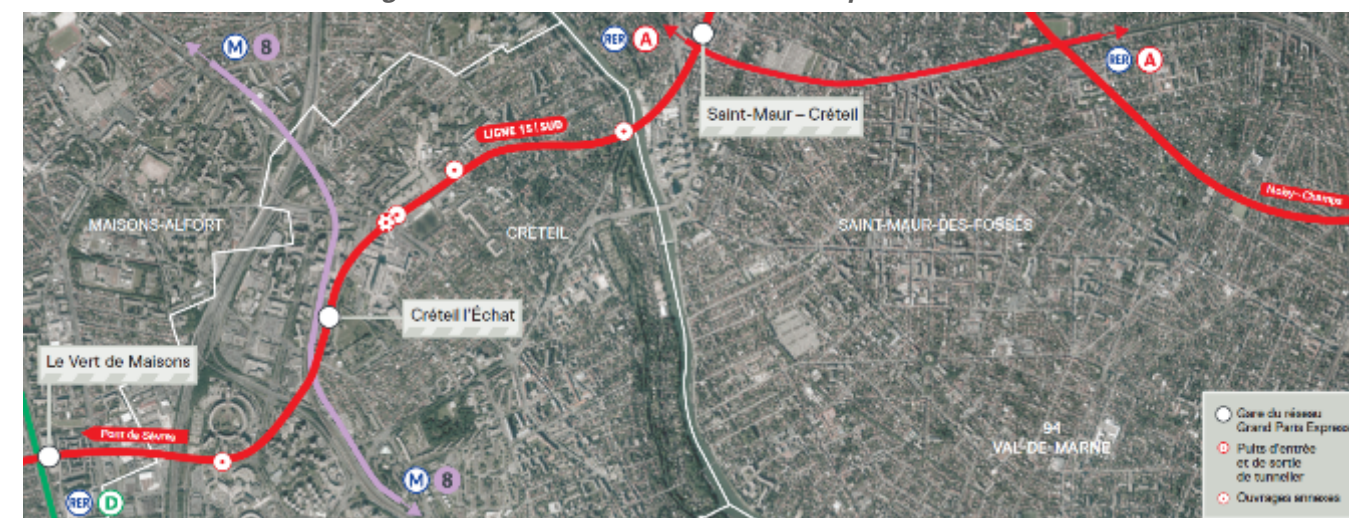 M 8
RER A
RER A
Saint-Maur – Créteil
LIGNE 15 | SUD
Noisy–Champs
MAISONS-ALFORT
CRÉTEIL
SAINT-MAUR-DES-FOSSÉS
Créteil l'Échat
Le Vert de Maisons
Pont de Sèvres
94
VAL-DE-MARNE
M 8
RER D
Gare du réseau
Grand Paris Express
Puits d'entrée
et de sortie
de tunnelier
Ouvrages annexes